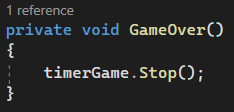 1 reference
private void GameOver()
{
    timerGame.Stop();
}